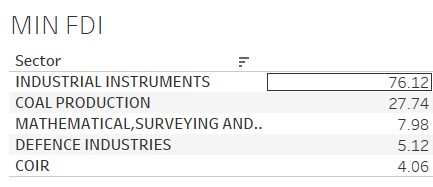 MIN FDI
Sector
INDUSTRIAL INSTRUMENTS 76.12
COAL PRODUCTION 27.74
MATHEMATICAL,SURVEYING AND.. 7.98
DEFENCE INDUSTRIES 5.12
COIR 4.06